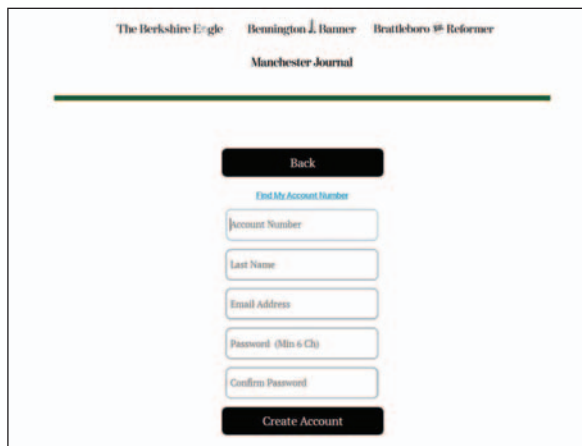 The Berkshire Eagle Bennington Banner Brattleboro Reformer
Manchester Journal
Back
Find My Account Number
Account Number
Last Name
Email Address
Password (Min 6 Ch)
Confirm Password
Create Account